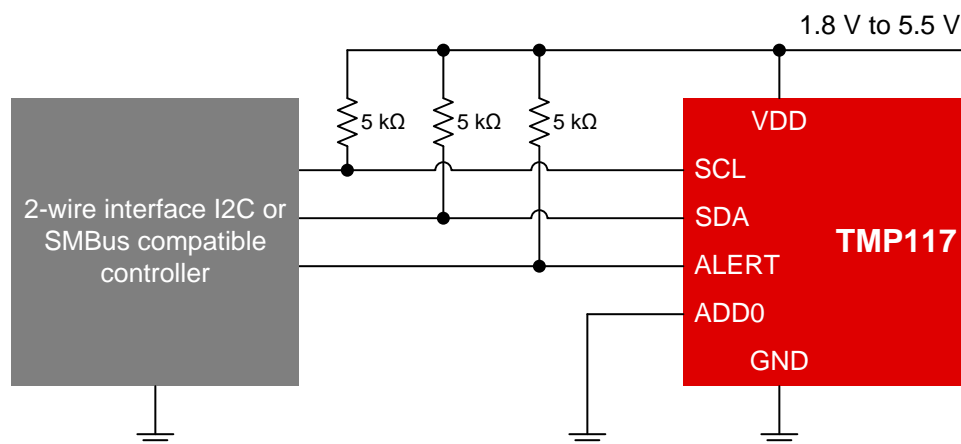 1.8 V to 5.5 V
5 kΩ
5 kΩ
5 kΩ
VDD
SCL
2-wire interface I2C or
SMBus compatible
controller
SDA
TMP117
ALERT
ADD0
GND